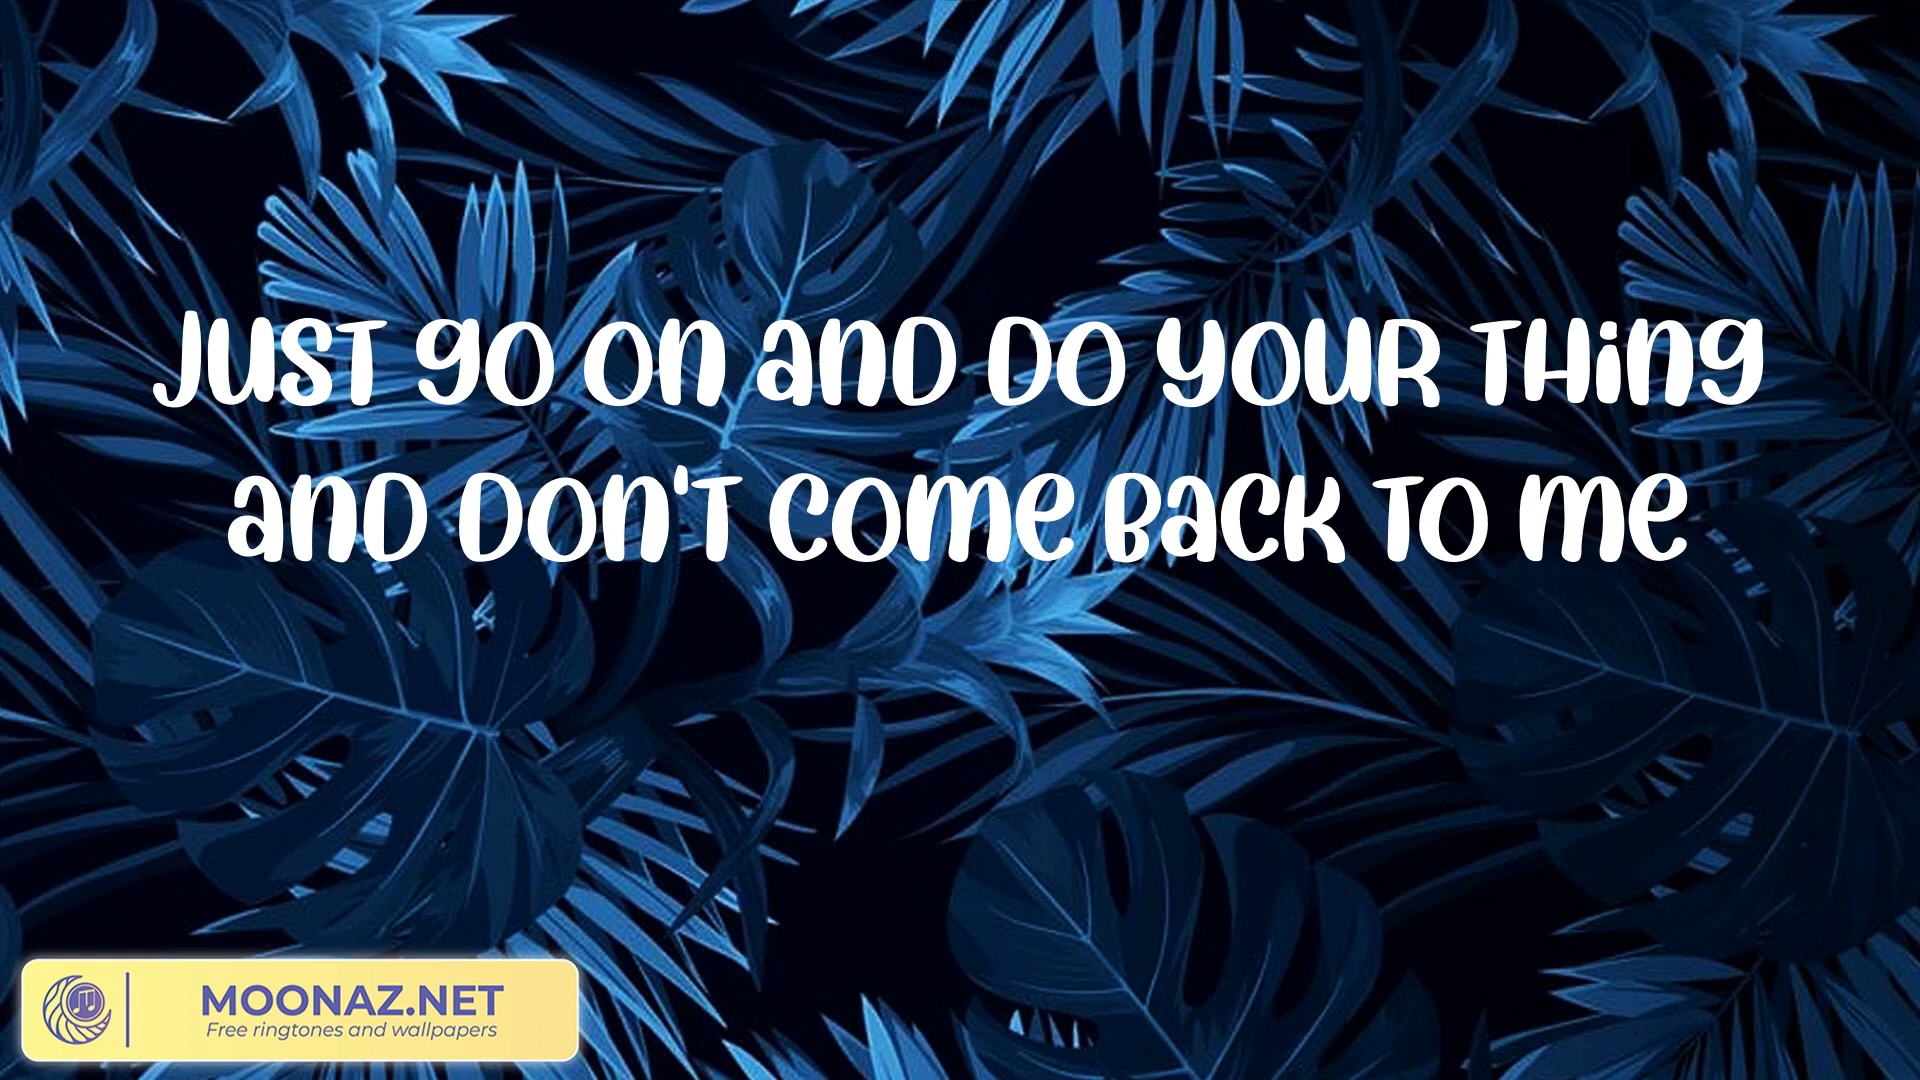 JUST gO On anD DO yOUR THing
anD DOn'T COme BaCK TO me
MOONAZ.NET
Free ringtones and wallpapers